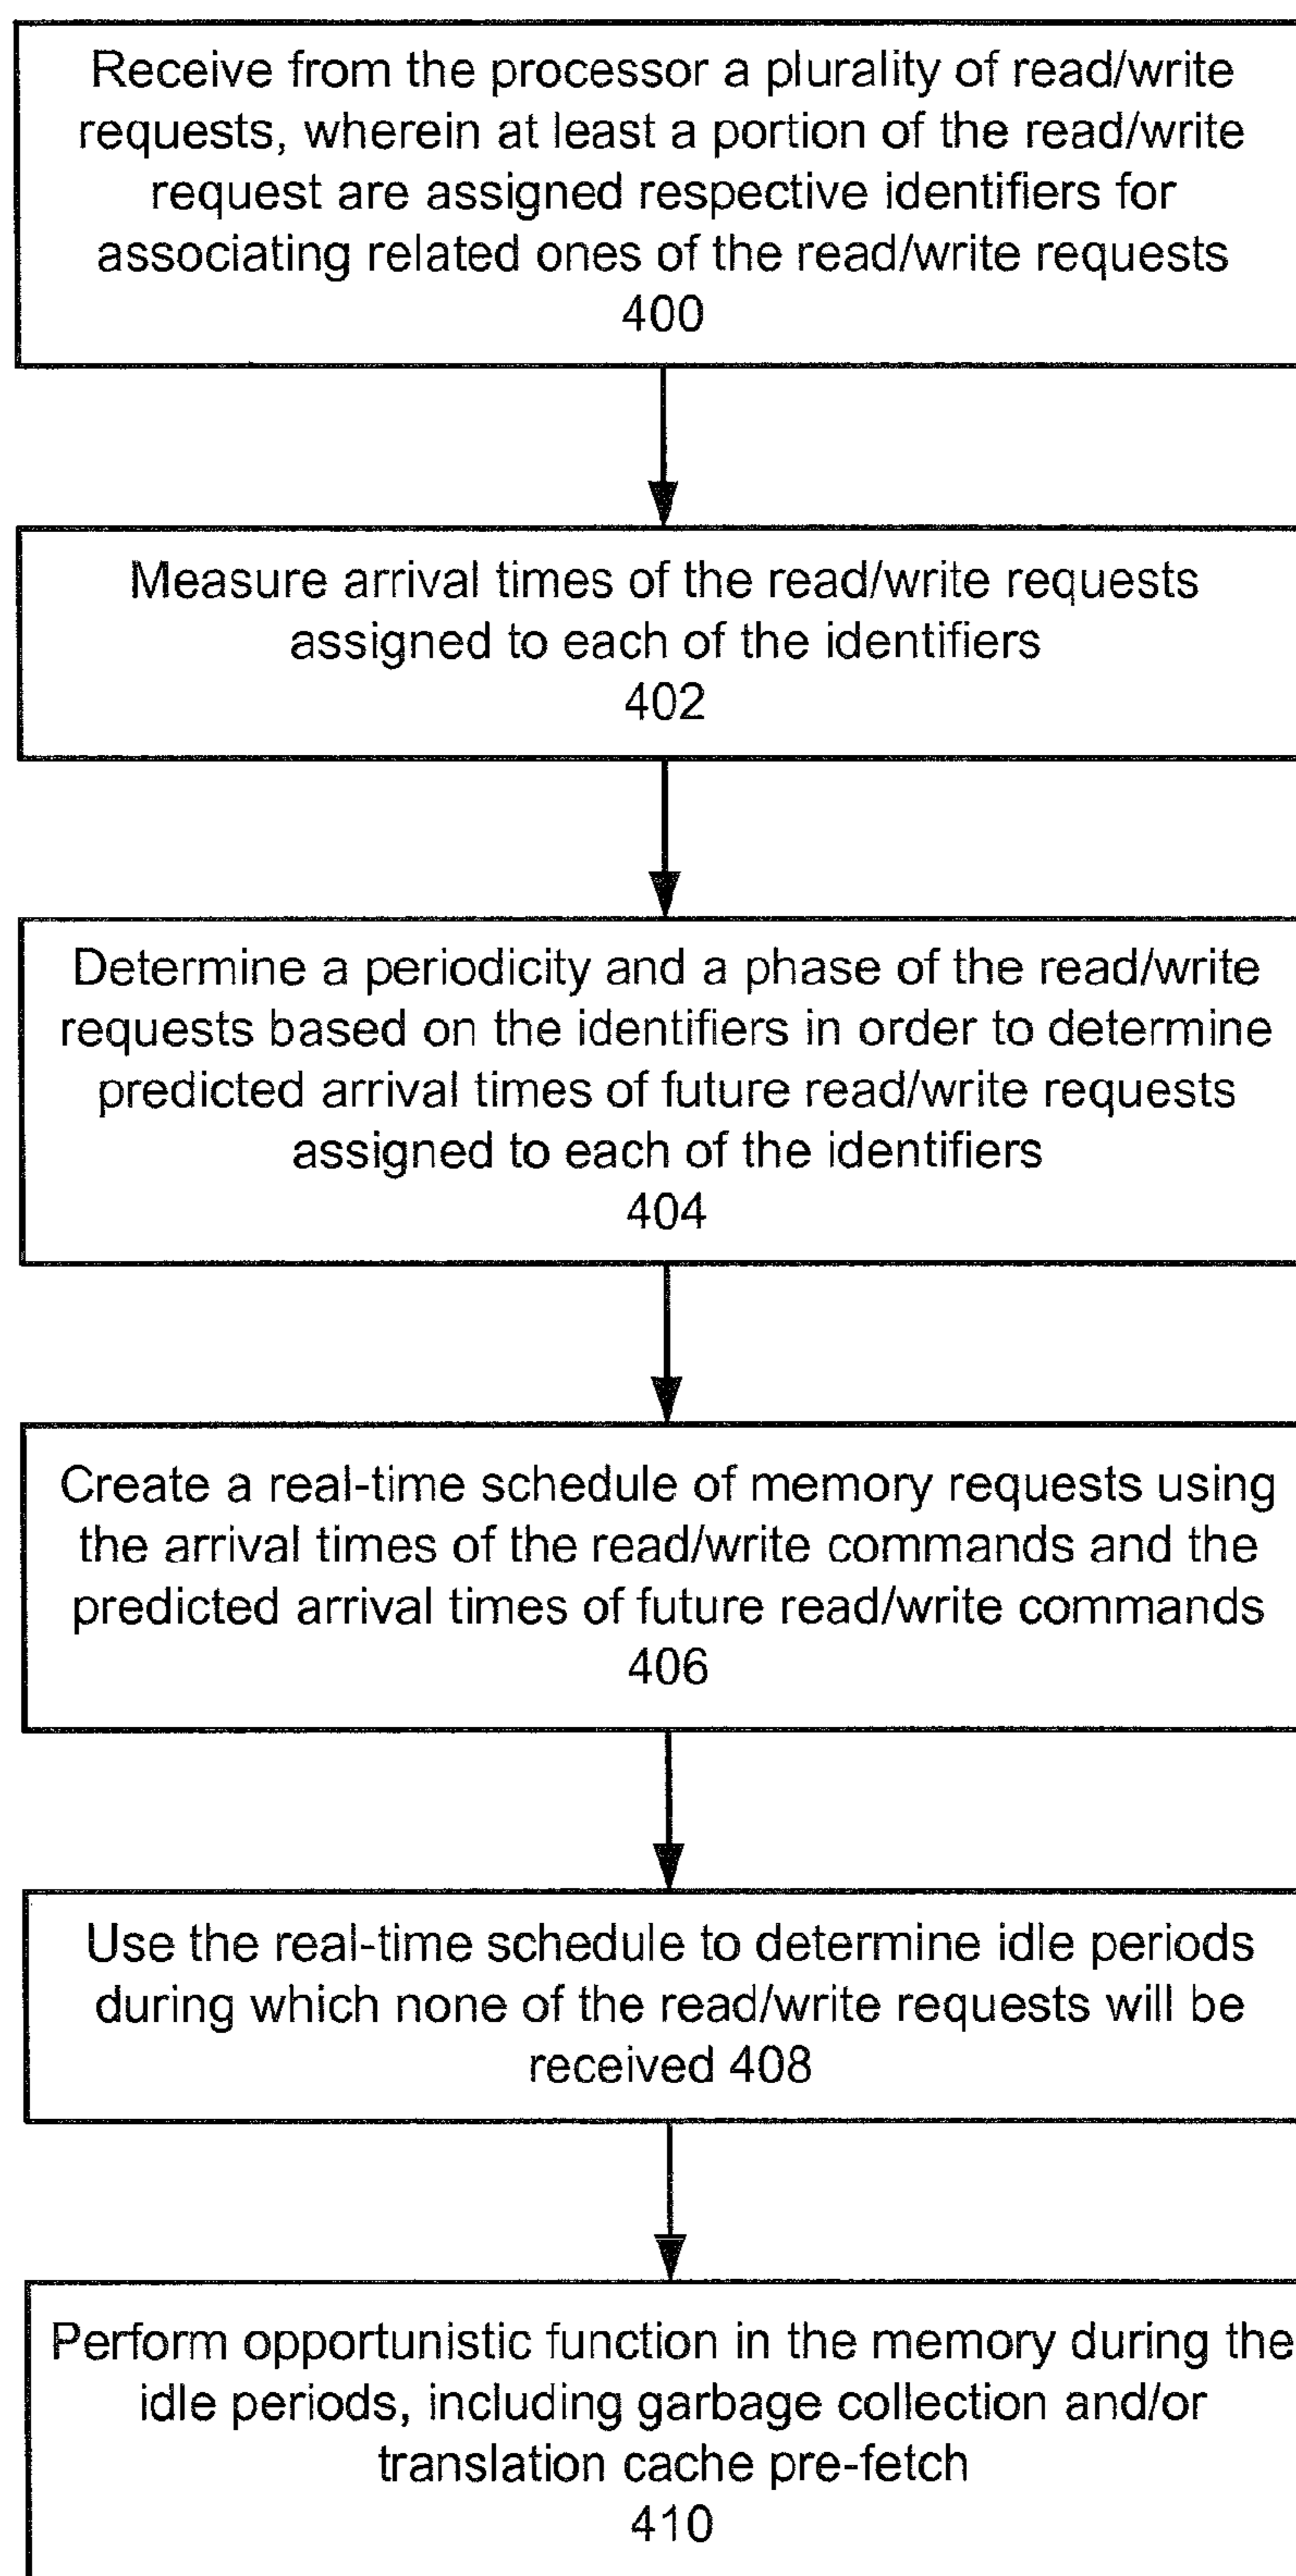 Receive from the processor a plurality of read/write
requests, wherein at least a portion of the read/write
request are assigned respective identifiers for
associating related ones of the read/write requests
400
Measure arrival times of the read/write requests
assigned to each of the identifiers
402
Determine a periodicity and a phase of the read/write
requests based on the identifiers in order to determine
predicted arrival times of future read/write requests
assigned to each of the identifiers
404
Create a real-time schedule of memory requests using
the arrival times of the read/write commands and the
predicted arrival times of future read/write commands
406
Use the real-time schedule to determine idle periods
during which none of the read/write requests will be
received 408
Perform opportunistic function in the memory during the
idle periods, including garbage collection and/or
translation cache pre-fetch
410